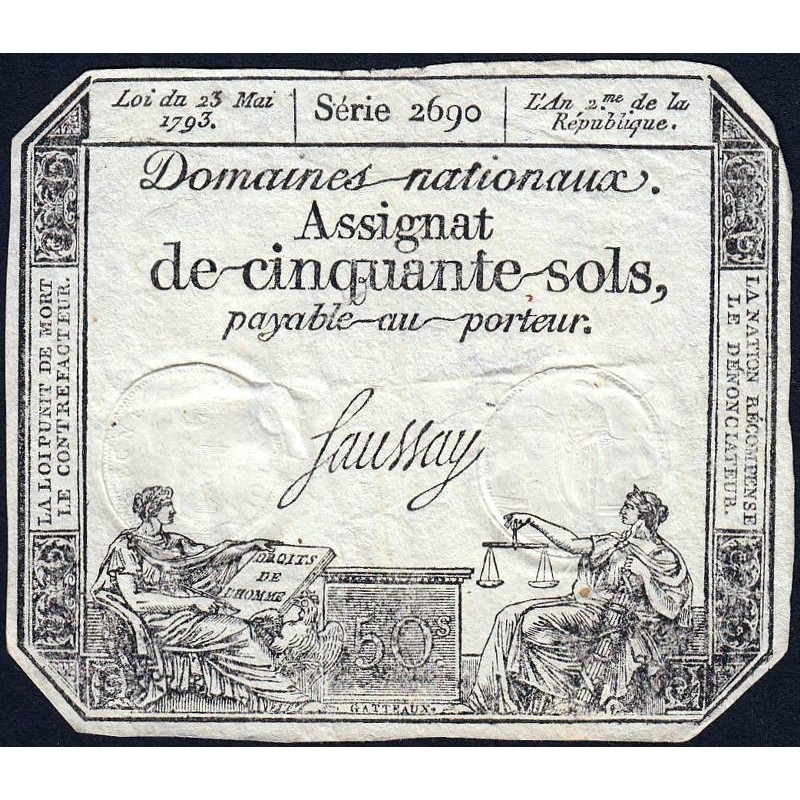 Loi du 23 Mai
1793.
Série 2690
L'An 2.me de la
République.
Domaines nationaux.
Assignat
de cinquante sols,
payable au porteur.
LA LOI PUNIT DE MORT
LE CONTREFACTEUR.
LA NATION RÉCOMPENSE
LE DÉNONCIATEUR.
Saussay
DROITS
DE
L'HOMME
50s
GATTEAUX.